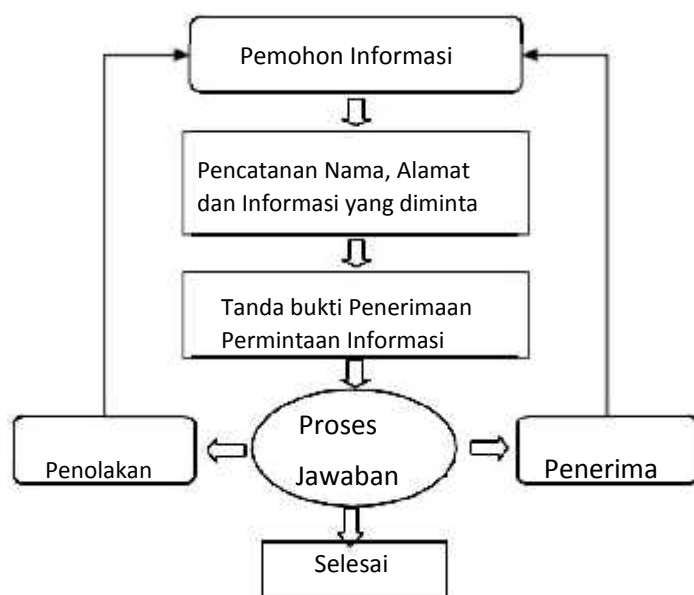 Pemohon Informasi
Pencatanan Nama, Alamat
dan Informasi yang diminta
Tanda bukti Penerimaan
Permintaan Informasi
Proses
Jawaban
Penolakan
Penerima
Selesai